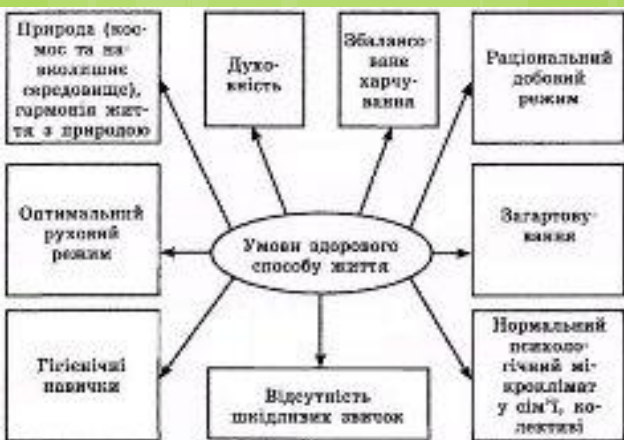 Природа (кос-
мос та на-
вколишнє
середовище),
гармонія жит-
тя з природою
Духо-
вність
Збалансо-
ване
харчу-
вання
Раціональний
добовий
режим
Оптимальний
руховий
режим
Умови здорового
способу життя
Загартову-
вання
Гігієнічні
навички
Відсутність
шкідливих звичок
Нормальний
психоло-
гічний мі-
кроклімат
у сім'ї, ко-
лективі